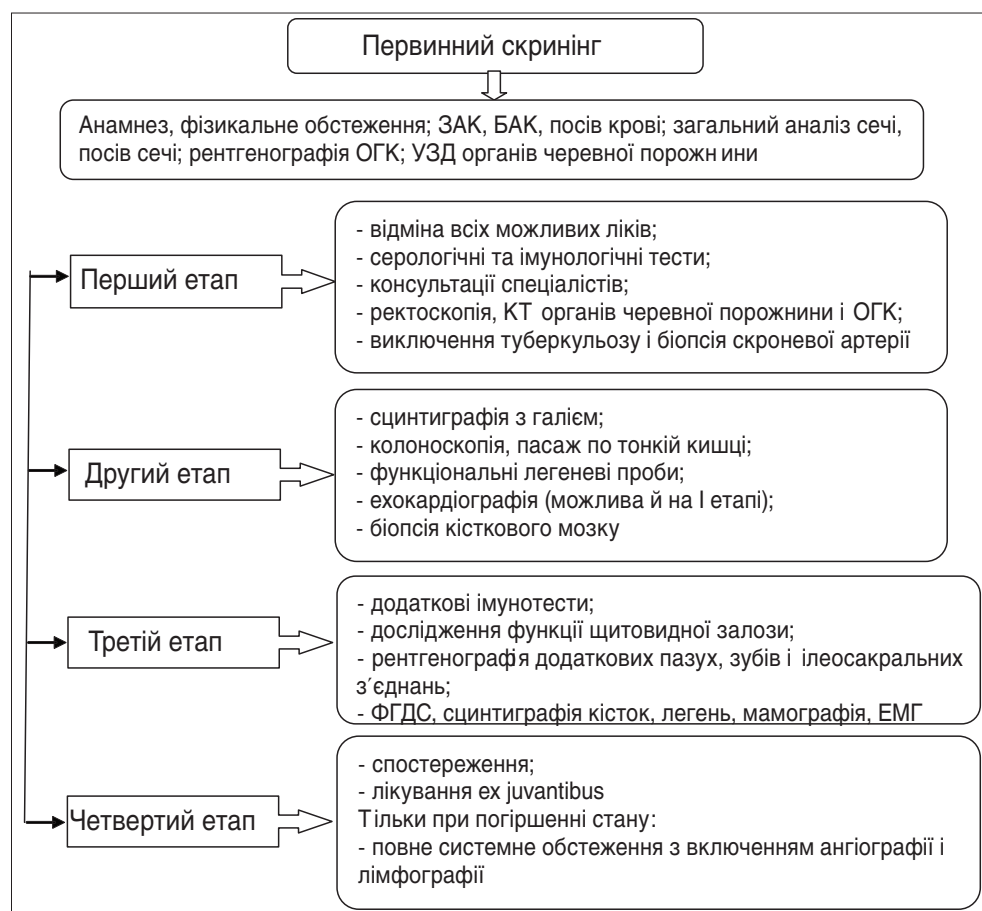 Первинний скринінг
Анамнез, фізикальне обстеження; ЗАК, БАК, посів крові; загальний аналіз сечі,
посів сечі; рентгенографія ОГК; УЗД органів черевної порожнини
Перший етап
- відміна всіх можливих ліків;
- серологічні та імунологічні тести;
- консультації спеціалістів;
- ректоскопія, КТ органів черевної порожнини і ОГК;
- виключення туберкульозу і біопсія скроневої артерії
Другий етап
- сцинтиграфія з галієм;
- колоноскопія, пасаж по тонкій кишці;
- функціональні легеневі проби;
- ехокардіографія (можлива й на І етапі);
- біопсія кісткового мозку
Третій етап
- додаткові імунотести;
- дослідження функції щитовидної залози;
- рентгенографія додаткових пазух, зубів і ілеосакральних
з´єднань;
- ФГДС, сцинтиграфія кісток, легень, мамографія, ЕМГ
Четвертий етап
- спостереження;
- лікування ex juvantibus
Тільки при погіршенні стану:
- повне системне обстеження з включенням ангіографії і
лімфографії